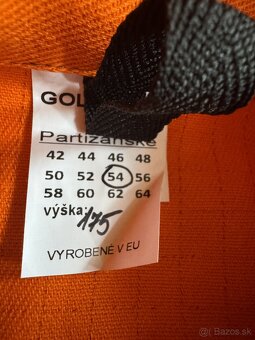 GOL
Partizánske
42 44 46 48
50 52 54 56
58 60 62 64
výška: 175
VYROBENÉ V EU
© Bazos.sk